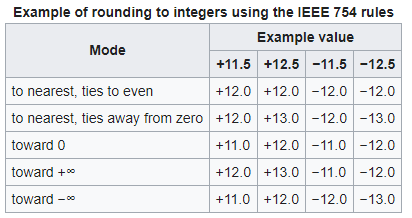 Example of rounding to integers using the IEEE 754 rules
Mode
Example value
+11.5 +12.5 −11.5 −12.5
to nearest, ties to even +12.0 +12.0 −12.0 −12.0
to nearest, ties away from zero +12.0 +13.0 −12.0 −13.0
toward 0 +11.0 +12.0 −11.0 −12.0
toward +∞ +12.0 +13.0 −11.0 −12.0
toward −∞ +11.0 +12.0 −12.0 −13.0